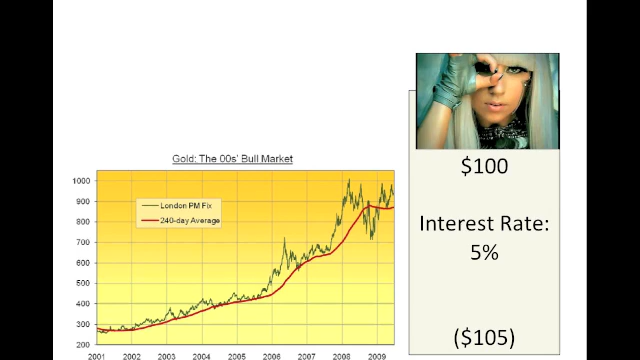 Gold: The 00s' Bull Market
London PM Fix
240-day Average
1000
900
800
700
600
500
400
300
200
2001 2002 2003 2004 2005 2006 2007 2008 2009
$100
Interest Rate:
5%
($105)